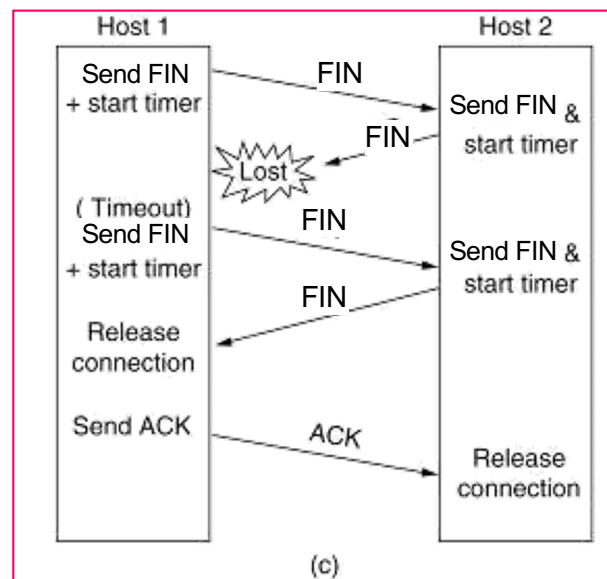 Host 1
Host 2
Send FIN
+ start timer
FIN
Send FIN &
start timer
FIN
Lost
( Timeout)
Send FIN
+ start timer
FIN
Send FIN &
start timer
FIN
Release
connection
Send ACK
ACK
Release
connection
(c)